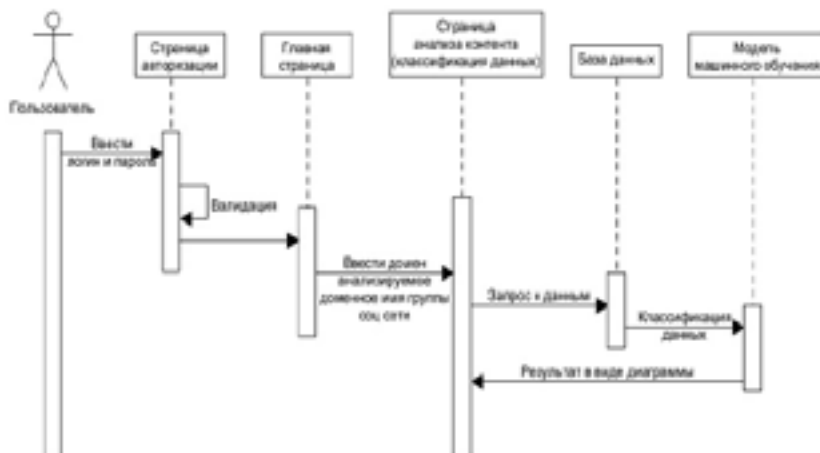 Страница
авторизации
Главная
страница
Страница
анализа контента
(классификация данных)
База данных
Модель
машинного обучения
Пользователь
Ввести
логин и пароль
Валидация
Ввести домен
анализируемое
доменное имя группы
соц сети
Запрос к данным
Классификация
данных
Результат в виде диаграммы